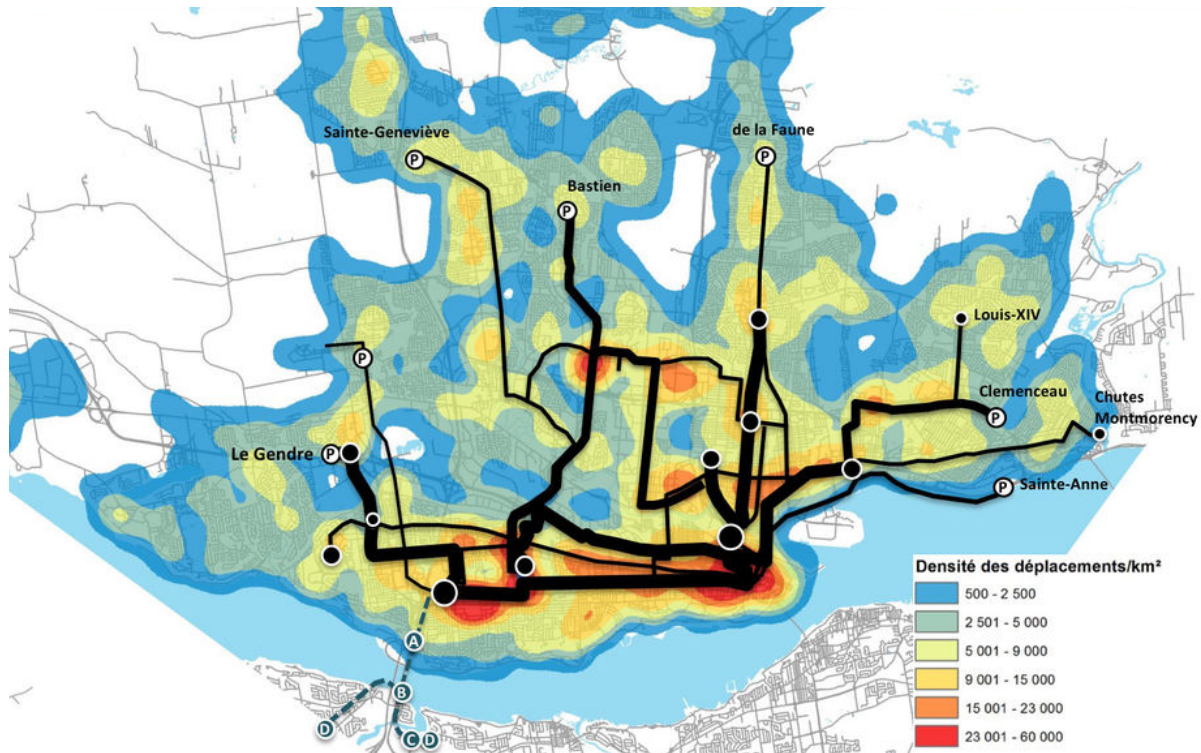 Sainte-Geneviève
P
de la Faune
P
Bastien
P
Louis-XIV
P
Clemenceau
P
Chutes
Montmorency
Le Gendre
P
Sainte-Anne
P
A
B
D
C
D
Densité des déplacements/km²
500 - 2 500
2 501 - 5 000
5 001 - 9 000
9 001 - 15 000
15 001 - 23 000
23 001 - 60 000